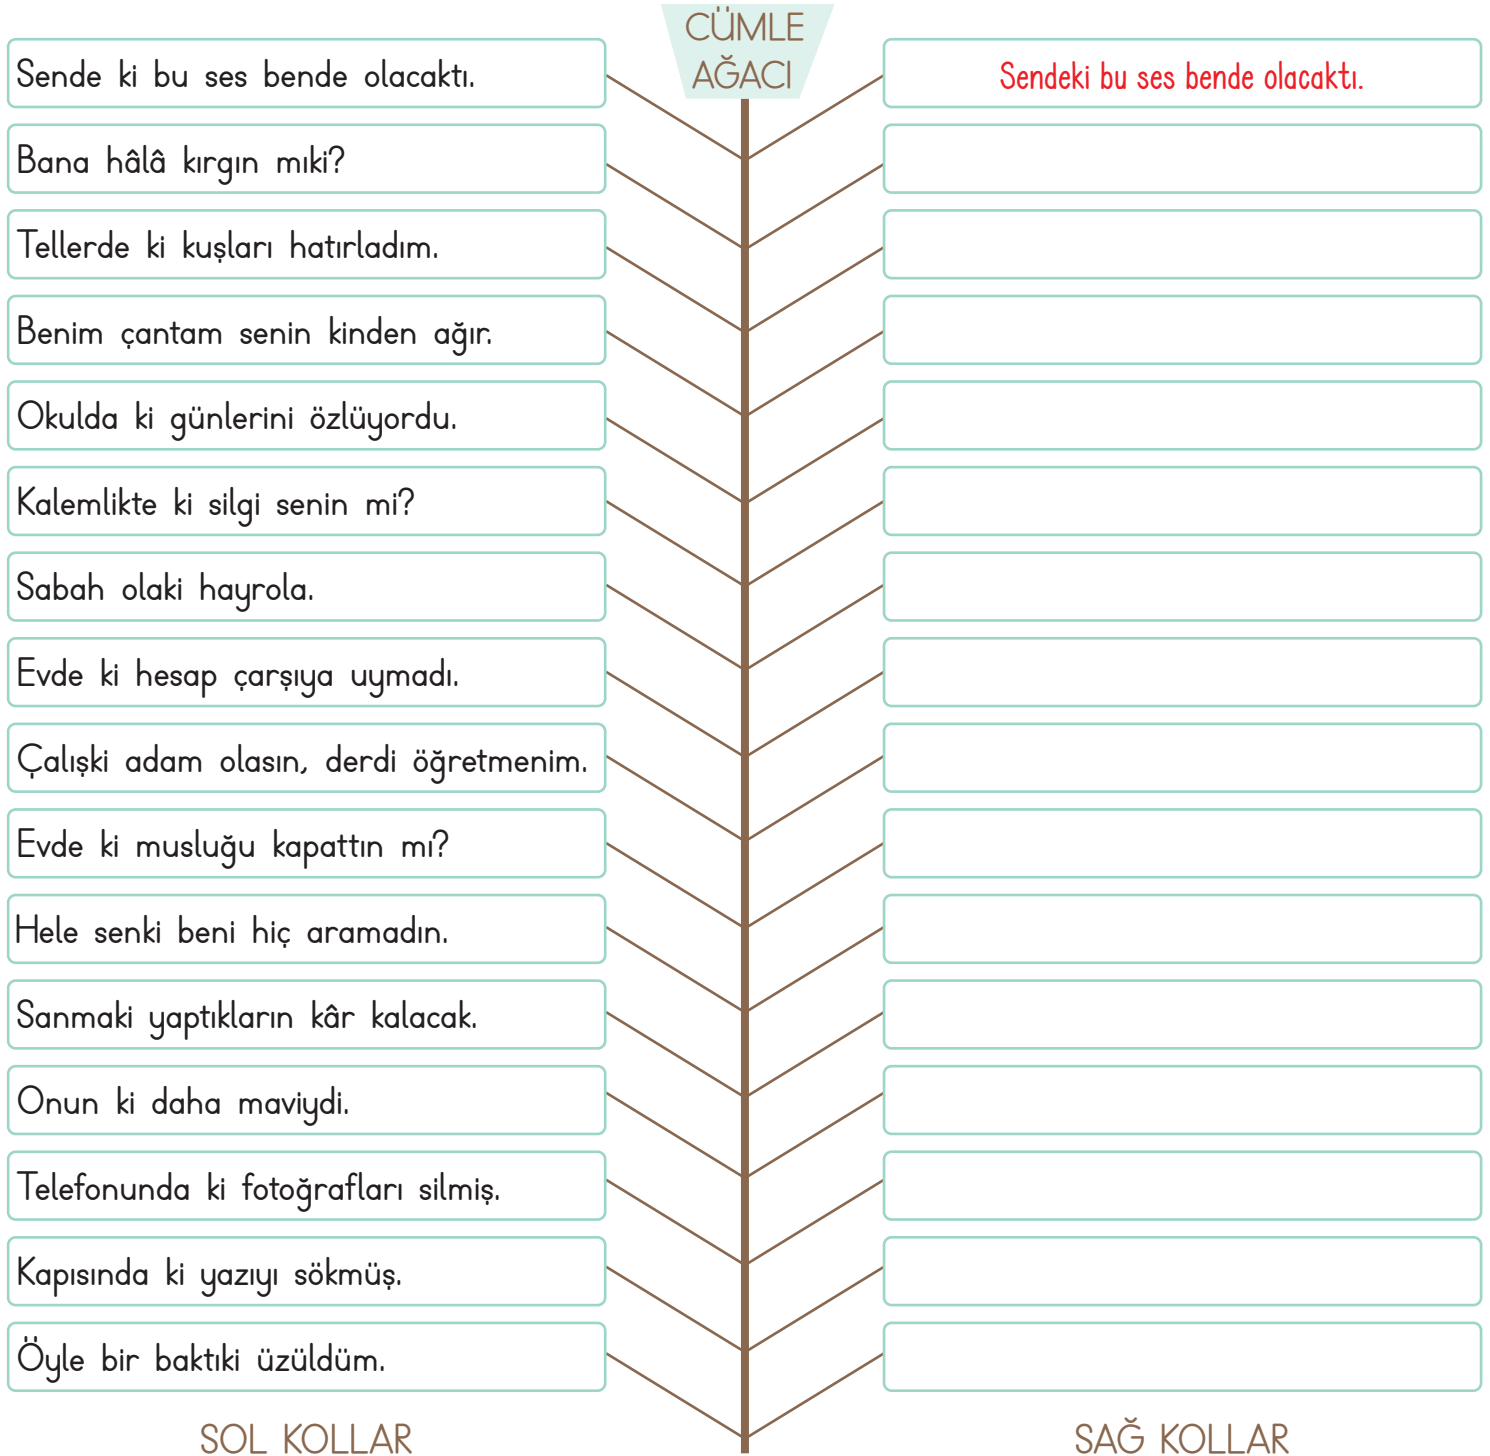 CÜMLE
AĞACI
Sende ki bu ses bende olacaktı.
Sendeki bu ses bende olacaktı.
Bana hâlâ kırgın mıki?
Tellerde ki kuşları hatırladım.
Benim çantam senin kinden ağır.
Okulda ki günlerini özlüyordu.
Kalemlikte ki silgi senin mi?
Sabah olaki hayrola.
Evde ki hesap çarşıya uymadı.
Çalışki adam olasın, derdi öğretmenim.
Evde ki musluğu kapattın mı?
Hele senki beni hiç aramadın.
Sanmaki yaptıkların kâr kalacak.
Onun ki daha maviydi.
Telefonunda ki fotoğrafları silmiş.
Kapısında ki yazıyı sökmüş.
Öyle bir baktıki üzüldüm.
SOL KOLLAR
SAĞ KOLLAR